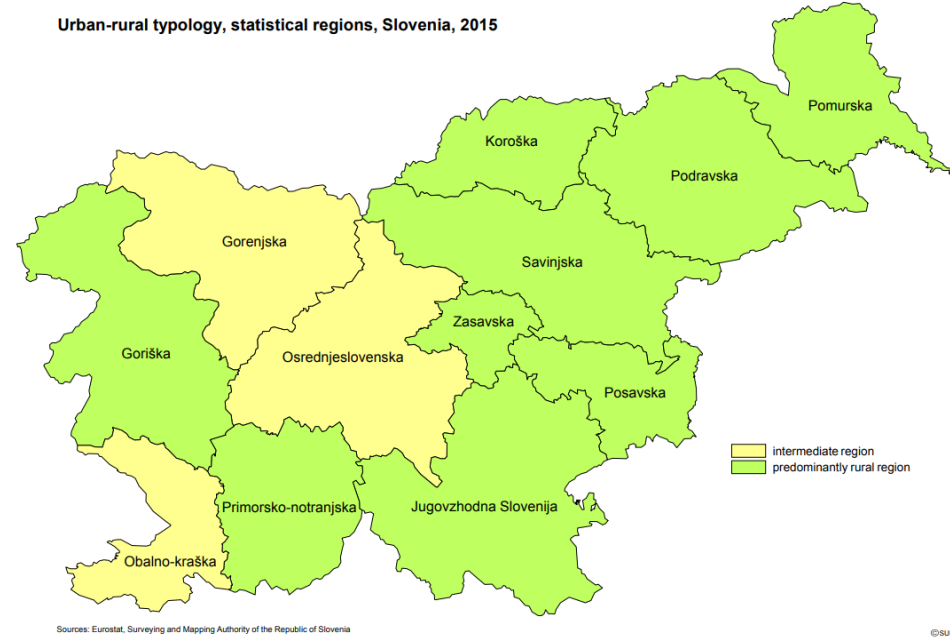 Urban-rural typology, statistical regions, Slovenia, 2015
Pomurska
Koroška
Podravska
Gorenjska
Savinjska
Zasavska
Goriška
Osrednjeslovenska
Posavska
intermediate region
predominantly rural region
Primorsko-notranjska
Jugovzhodna Slovenija
Obalno-kraška
Sources: Eurostat, Surveying and Mapping Authority of the Republic of Slovenia